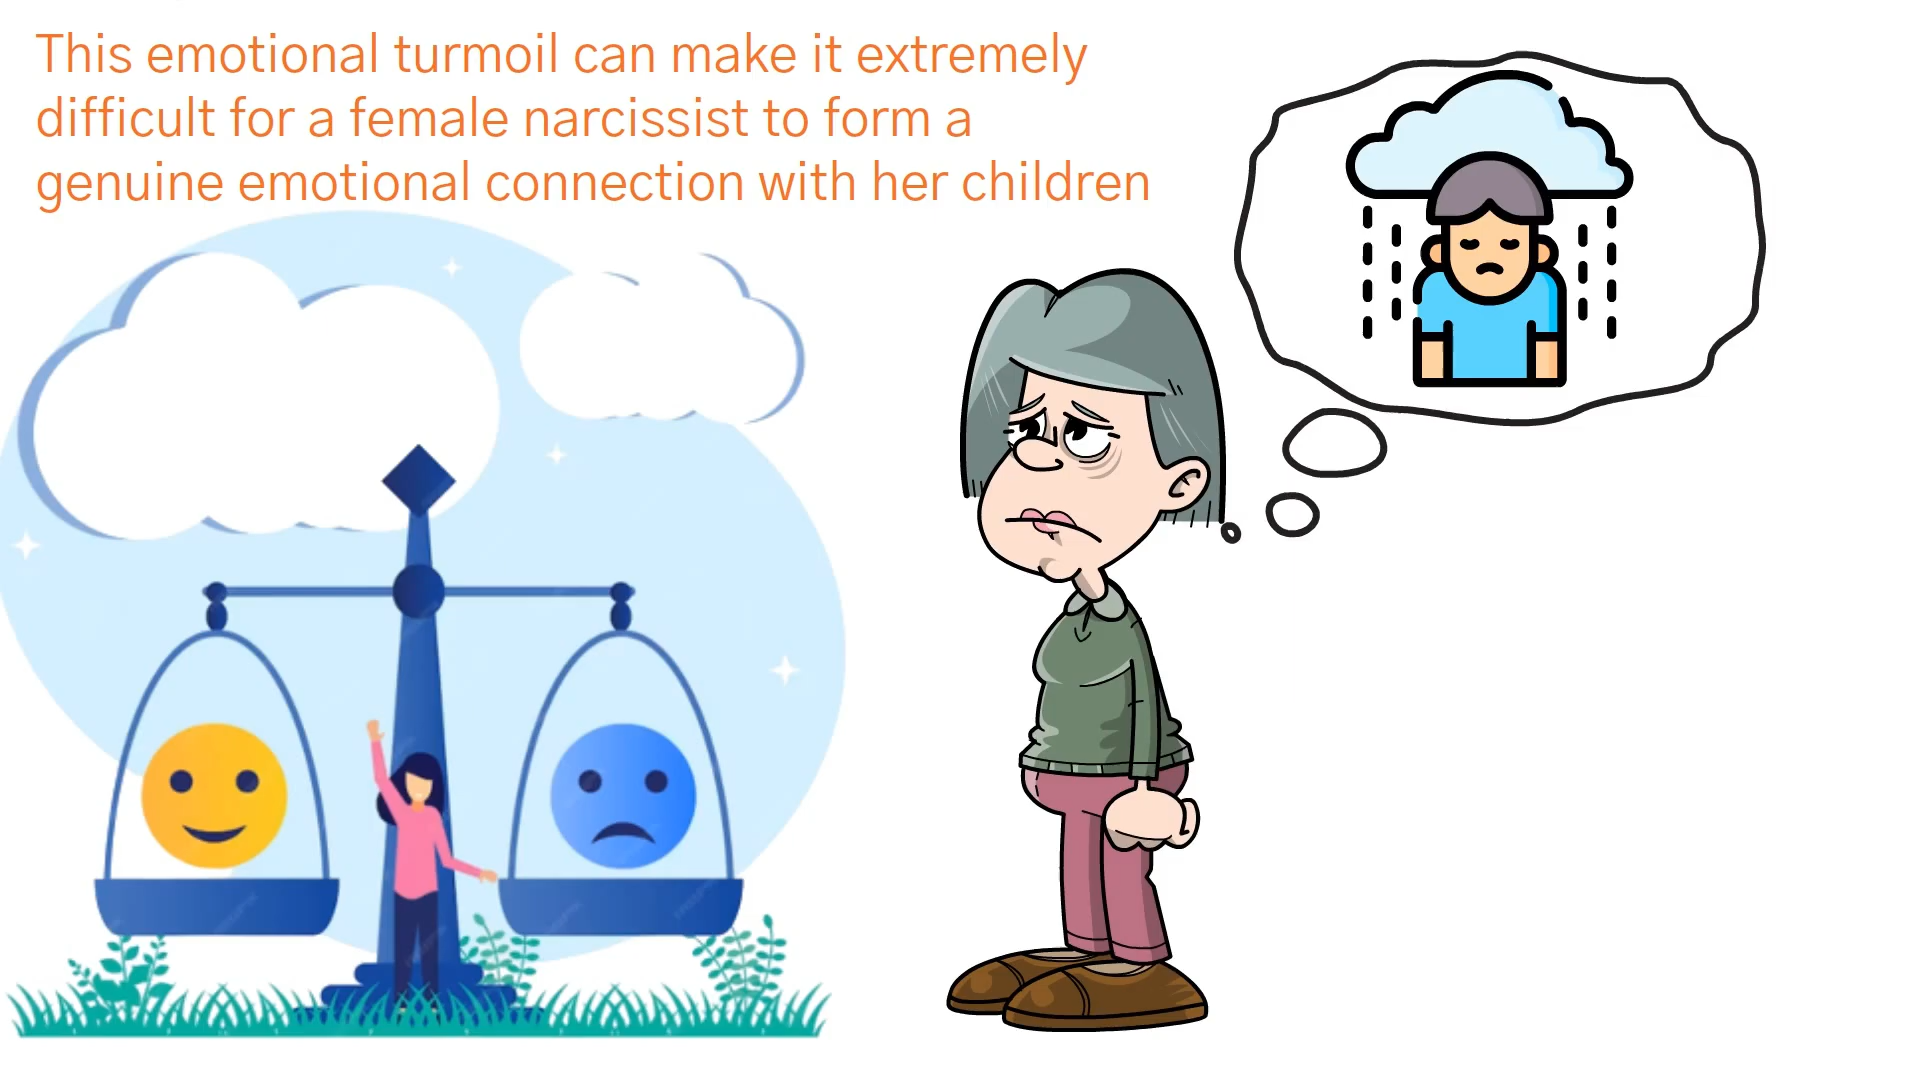 This emotional turmoil can make it extremely
difficult for a female narcissist to form a
genuine emotional connection with her children